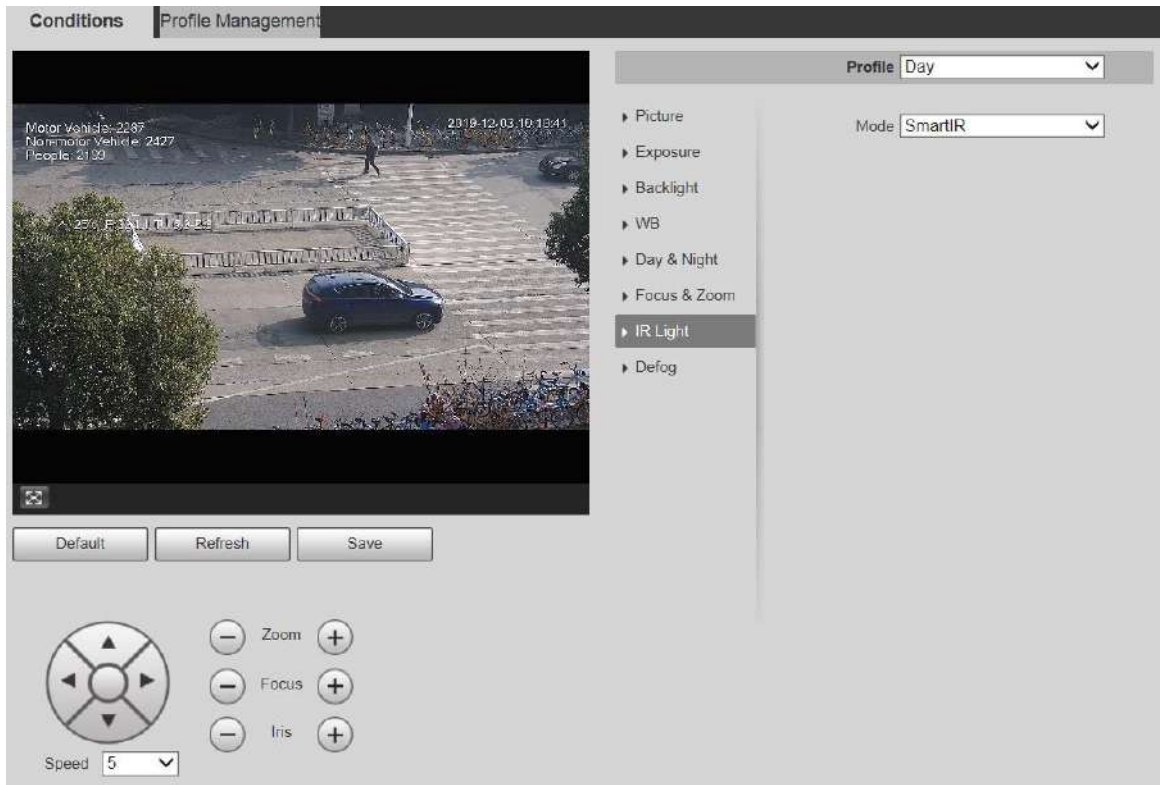 Conditions
Profile Management
Motor Vehicle: 2287
Nonmotor Vehicle: 2427
People: 2199
2019-12-03 10:18:41
Default
Refresh
Save
Zoom
Focus
Iris
Speed 5
Profile Day
Picture
Exposure
Backlight
WB
Day & Night
Focus & Zoom
IR Light
Defog
Mode SmartIR